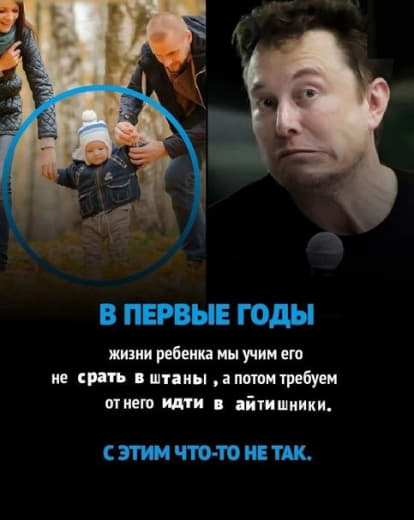 В ПЕРВЫЕ ГОДЫ
жизни ребенка мы учим его
не срать в штаны , а потом требуем
от него идти в айтишники.
С ЭТИМ ЧТО-ТО НЕ ТАК.